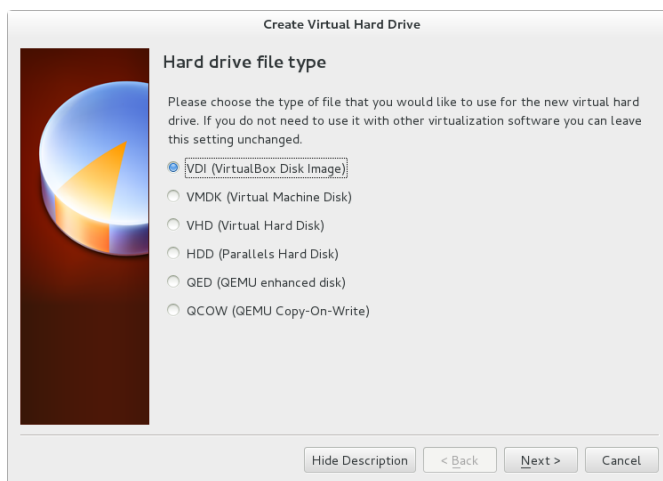 Create Virtual Hard Drive
Hard drive file type
Please choose the type of file that you would like to use for the new virtual hard
drive. If you do not need to use it with other virtualization software you can leave
this setting unchanged.
VDI (VirtualBox Disk Image)
VMDK (Virtual Machine Disk)
VHD (Virtual Hard Disk)
HDD (Parallels Hard Disk)
QED (QEMU enhanced disk)
QCOW (QEMU Copy-On-Write)
Hide Description
< Back
Next >
Cancel